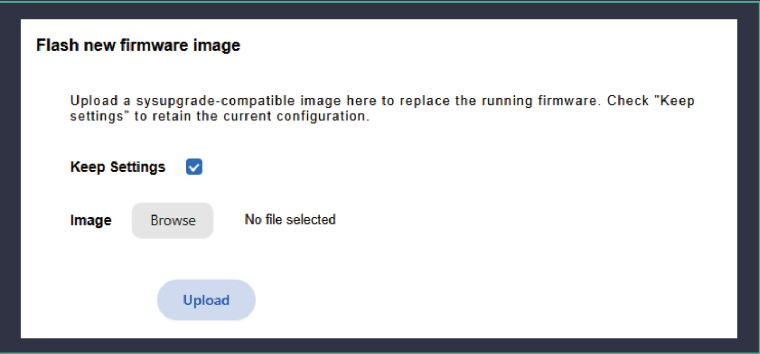 Flash new firmware image
Upload a sysupgrade-compatible image here to replace the running firmware. Check "Keep
settings" to retain the current configuration.
Keep Settings
Image Browse No file selected
Upload